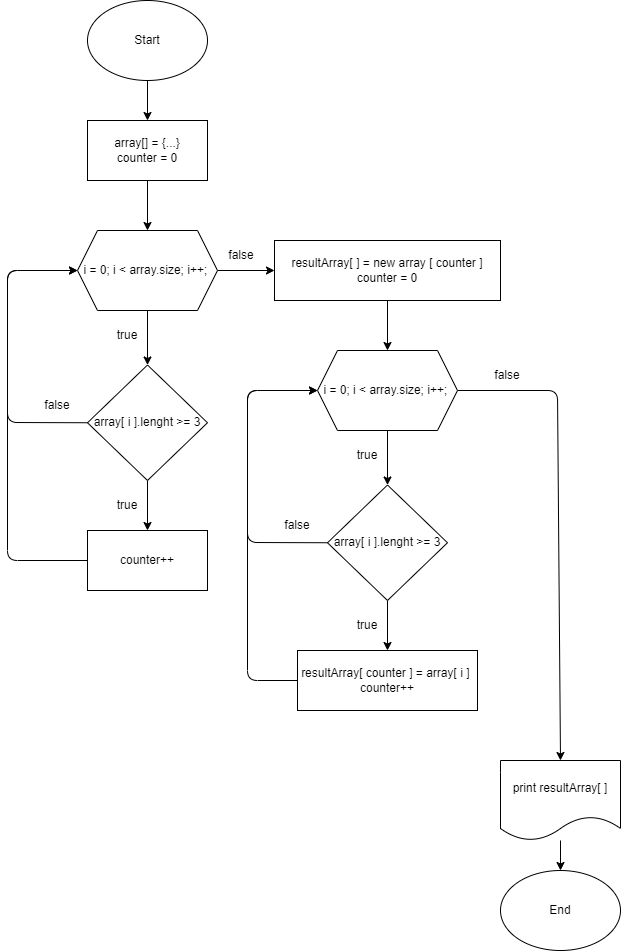 Start
array[] = {...}
counter = 0
i = 0; i < array.size; i++;
false
resultArray[ ] = new array [ counter ]
counter = 0
true
false
array[ i ].lenght >= 3
true
counter++
i = 0; i < array.size; i++;
false
true
false
array[ i ].lenght >= 3
true
resultArray[ counter ] = array[ i ]
counter++
print resultArray[ ]
End